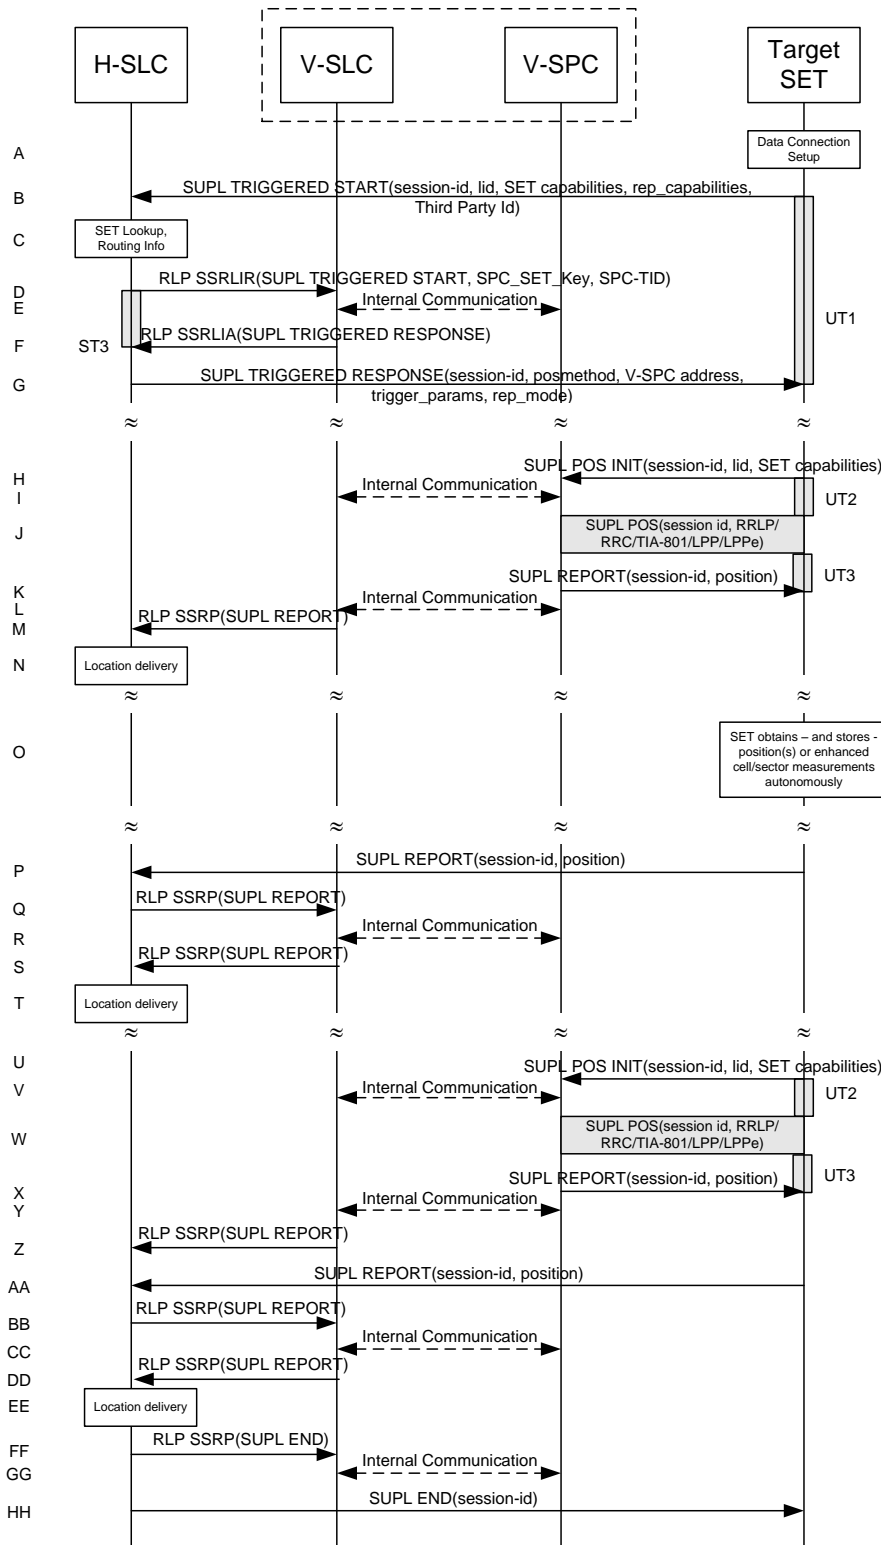 H-SLC
V-SLC
V-SPC
Target
SET
A
Data Connection
Setup
B
SUPL TRIGGERED START(session-id, lid, SET capabilities, rep_capabilities,
Third Party Id)
C
SET Lookup,
Routing Info
D
RLP SSRLIR(SUPL TRIGGERED START, SPC_SET_Key, SPC-TID)
E
Internal Communication
UT1
F
ST3
RLP SSRLIA(SUPL TRIGGERED RESPONSE)
G
SUPL TRIGGERED RESPONSE(session-id, posmethod, V-SPC address,
trigger_params, rep_mode)
≈ ≈ ≈ ≈
H
SUPL POS INIT(session-id, lid, SET capabilities)
I
Internal Communication
UT2
J
SUPL POS(session id, RRLP/
RRC/TIA-801/LPP/LPPe)
K
SUPL REPORT(session-id, position)
UT3
L
Internal Communication
M
RLP SSRP(SUPL REPORT)
N
Location delivery
≈ ≈ ≈ ≈
O
SET obtains – and stores -
position(s) or enhanced
cell/sector measurements
autonomously
≈ ≈ ≈ ≈
P
SUPL REPORT(session-id, position)
Q
RLP SSRP(SUPL REPORT)
R
Internal Communication
S
RLP SSRP(SUPL REPORT)
T
Location delivery
≈ ≈ ≈ ≈
U
SUPL POS INIT(session-id, lid, SET capabilities)
V
Internal Communication
UT2
W
SUPL POS(session id, RRLP/
RRC/TIA-801/LPP/LPPe)
X
SUPL REPORT(session-id, position)
UT3
Y
Internal Communication
Z
RLP SSRP(SUPL REPORT)
AA
SUPL REPORT(session-id, position)
BB
RLP SSRP(SUPL REPORT)
CC
Internal Communication
DD
RLP SSRP(SUPL REPORT)
EE
Location delivery
FF
RLP SSRP(SUPL END)
GG
Internal Communication
HH
SUPL END(session-id)